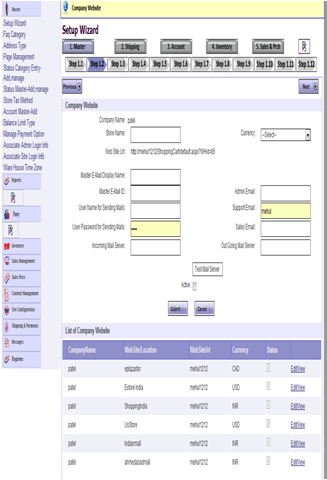 Master
Company Website
Setup Wizard
Faq Category
Address Type
Page Management
Status Category Entry-
Add,manage
Status Master-Add,manage
Store Tax Method
Account Master-Add
Balance Limit Type
Manage Payment Option
Associate Admin Login Info
Associate Site Login Info
Ware House Time Zone
Reports
Party
Inventory
Sales Management
Sales Price
Content Management
Site Configuration
Shipping & Payments
Messages
Registers
Setup Wizard
1. Master 2. Shipping 3. Account 4. Inventory 5. Sales & Prch
Step 1.1 Step 1.2 Step 1.3 Step 1.4 Step 1.5 Step 1.6 Step 1.7 Step 1.8 Step 1.9 Step 1.10 Step 1.11 Step 1.12
Previous Next
Company Website
Company Name: patel
Store Name: Currency: --Select--
Web Site Url: http://mehul1212/ShoppingCart/default.aspx?Whid=86
Master E-Mail Display Name:
Master E-Mail ID: Admin Email:
User Name for Sending Mails: Support Email: mehul
User Password for Sending Mails: Sales Email:
Incoming Mail Server: Out Going Mail Server:
Test Mail Server
Active
Submit Cancel
List of Company Website
CompanyName WebSite/Location WebSiteUrl Currency Status
patel eplazastor mehul1212 CAD Edit/View
patel Estore India mehul1212 USD Edit/View
patel ShoppingIndia mehul1212 INR Edit/View
patel UsStore mehul1212 USD Edit/View
patel Indianmall mehul1212 INR Edit/View
patel ahmedabadmall mehul1212 INR Edit/View